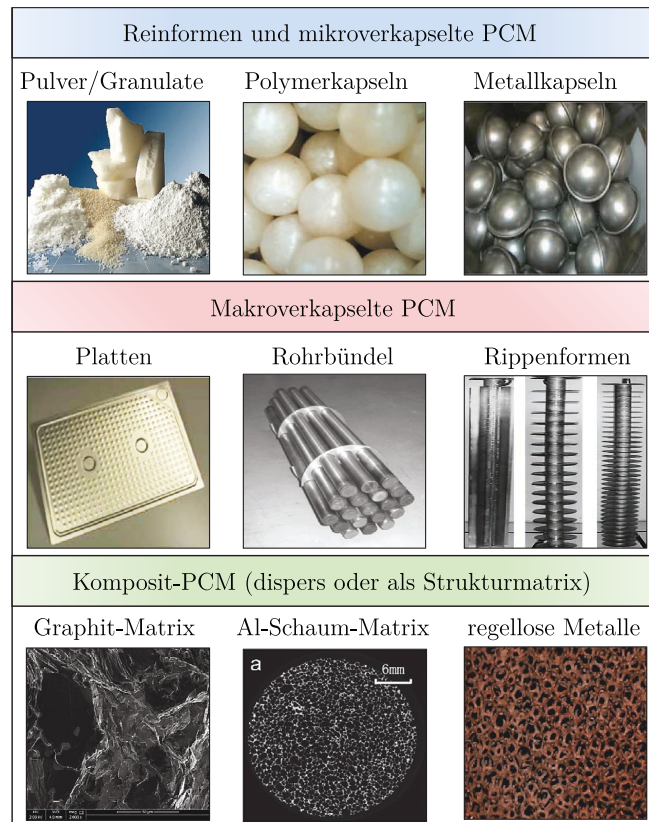 Reinformen und mikroverkapselte PCM
Pulver/Granulate Polymerkapseln Metallkapseln
Makroverkapselte PCM
Platten Rohrbündel Rippenformen
Komposit-PCM (dispers oder als Strukturmatrix)
Graphit-Matrix Al-Schaum-Matrix regellose Metalle
a 6mm